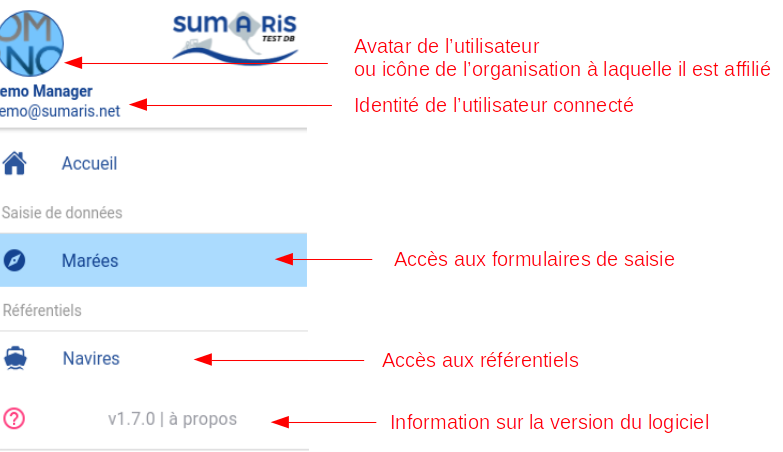 OM
NO
sumARiS
TEST DB
Avatar de l'utilisateur
ou icône de l'organisation à laquelle il est affilié
emo Manager
emo@sumaris.net
Identité de l'utilisateur connecté
Accueil
Saisie de données
Marées
Accès aux formulaires de saisie
Référentiels
Navires
Accès aux référentiels
v1.7.0 | à propos
Information sur la version du logiciel